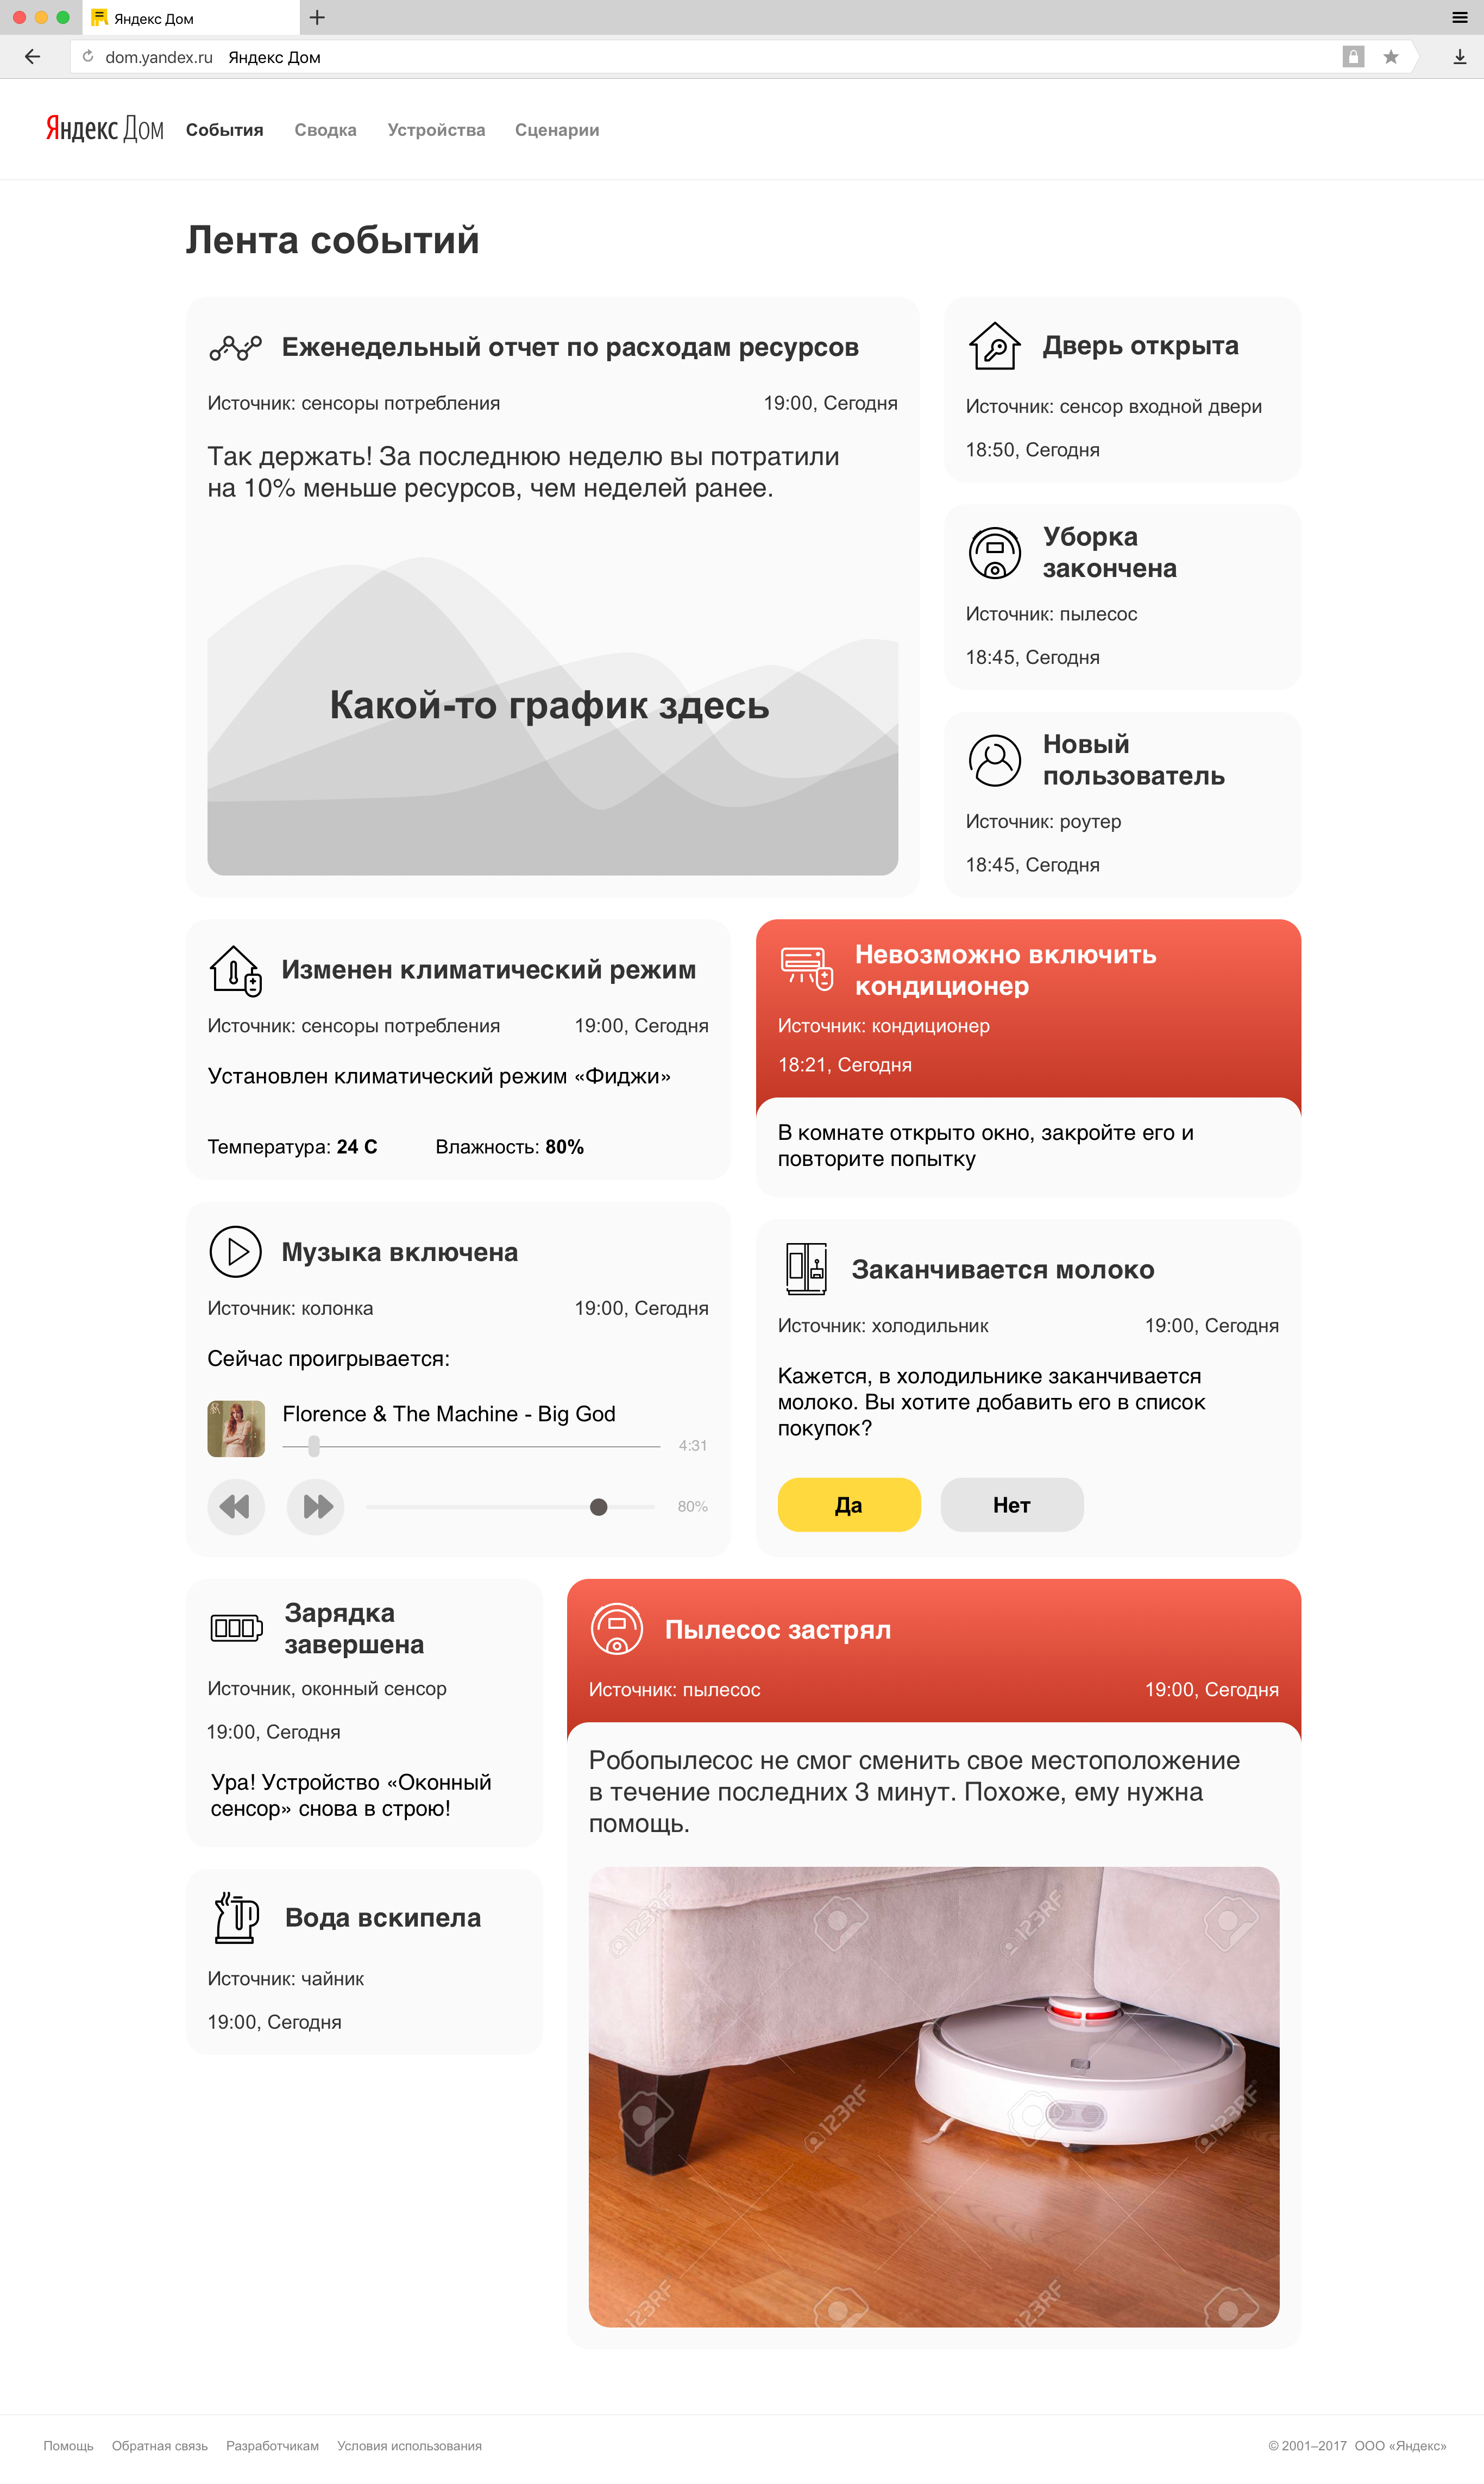 Яндекс Дом
dom.yandex.ru Яндекс Дом
Яндекс Дом
События Сводка Устройства Сценарии
Лента событий
Еженедельный отчет по расходам ресурсов
Источник: сенсоры потребления 19:00, Сегодня
Так держать! За последнюю неделю вы потратили
на 10% меньше ресурсов, чем неделей ранее.
Какой-то график здесь
Дверь открыта
Источник: сенсор входной двери
18:50, Сегодня
Уборка
закончена
Источник: пылесос
18:45, Сегодня
Новый
пользователь
Источник: роутер
18:45, Сегодня
Изменен климатический режим
Источник: сенсоры потребления 19:00, Сегодня
Установлен климатический режим «Фиджи»
Температура: 24 С Влажность: 80%
Невозможно включить
кондиционер
Источник: кондиционер
18:21, Сегодня
В комнате открыто окно, закройте его и
повторите попытку
Музыка включена
Источник: колонка 19:00, Сегодня
Сейчас проигрывается:
Florence & The Machine - Big God
4:31
80%
Заканчивается молоко
Источник: холодильник 19:00, Сегодня
Кажется, в холодильнике заканчивается
молоко. Вы хотите добавить его в список
покупок?
Да Нет
Зарядка
завершена
Источник, оконный сенсор
19:00, Сегодня
Ура! Устройство «Оконный
сенсор» снова в строю!
Вода вскипела
Источник: чайник
19:00, Сегодня
Пылесос застрял
Источник: пылесос 19:00, Сегодня
Робопылесос не смог сменить свое местоположение
в течение последних 3 минут. Похоже, ему нужна
помощь.
123RF
123RF
123RF
123RF
123RF
123RF
Помощь Обратная связь Разработчикам Условия использования
© 2001–2017 ООО «Яндекс»